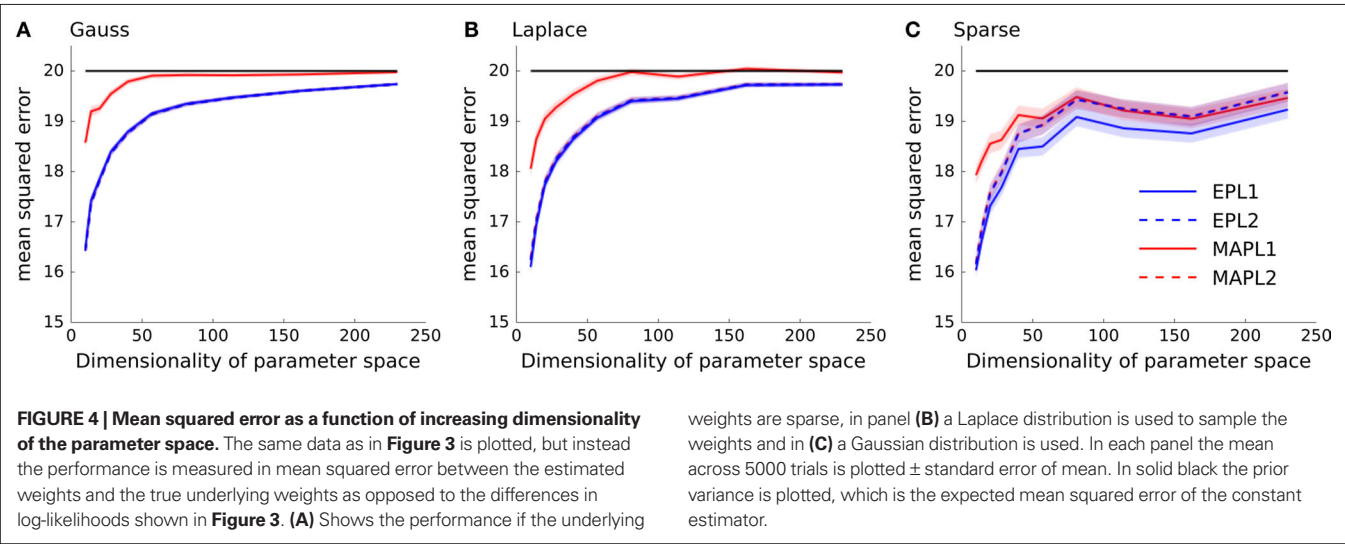 A Gauss
mean squared error
20
19
18
17
16
15
0 50 100 150 200 250
Dimensionality of parameter space
B Laplace
mean squared error
20
19
18
17
16
15
0 50 100 150 200 250
Dimensionality of parameter space
C Sparse
mean squared error
20
19
18
17
16
15
0 50 100 150 200 250
Dimensionality of parameter space
EPL1
EPL2
MAPL1
MAPL2
FIGURE 4 | Mean squared error as a function of increasing dimensionality
of the parameter space. The same data as in Figure 3 is plotted, but instead
the performance is measured in mean squared error between the estimated
weights and the true underlying weights as opposed to the differences in
log-likelihoods shown in Figure 3. (A) Shows the performance if the underlying
weights are sparse, in panel (B) a Laplace distribution is used to sample the
weights and in (C) a Gaussian distribution is used. In each panel the mean
across 5000 trials is plotted ± standard error of mean. In solid black the prior
variance is plotted, which is the expected mean squared error of the constant
estimator.